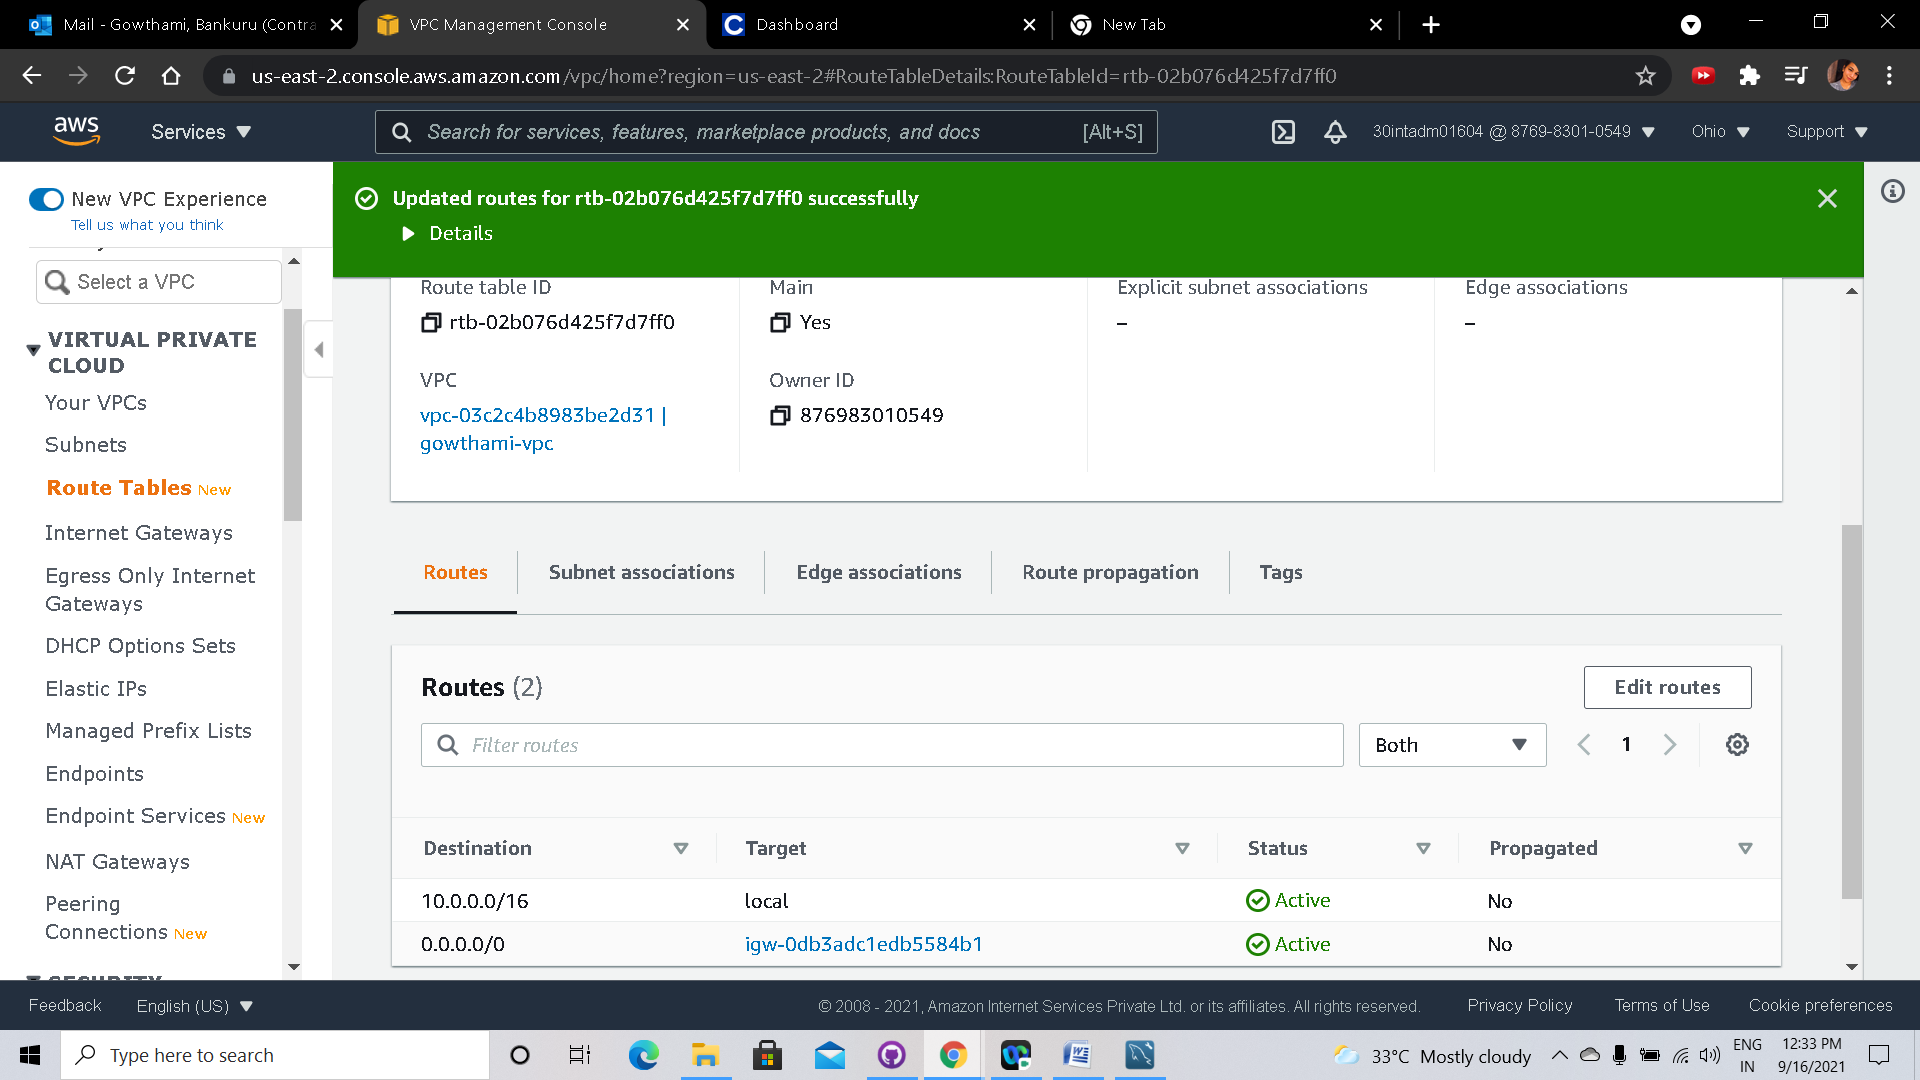 Mail - Gowthami, Bankuru (Contra
VPC Management Console
Dashboard
New Tab
us-east-2.console.aws.amazon.com/vpc/home?region=us-east-2#RouteTableDetails:RouteTableId=rtb-02b076d425f7d7ff0
aws
Services
Search for services, features, marketplace products, and docs
[Alt+S]
30intadm01604 @ 8769-8301-0549
Ohio
Support
New VPC Experience
Tell us what you think
Select a VPC
VIRTUAL PRIVATE
CLOUD
Your VPCs
Subnets
Route Tables New
Internet Gateways
Egress Only Internet
Gateways
DHCP Options Sets
Elastic IPs
Managed Prefix Lists
Endpoints
Endpoint Services New
NAT Gateways
Peering
Connections New
SECURITY
Updated routes for rtb-02b076d425f7d7ff0 successfully
Details
Route table ID
rtb-02b076d425f7d7ff0
Main
Yes
Explicit subnet associations
–
Edge associations
–
VPC
vpc-03c2c4b8983be2d31 |
gowthami-vpc
Owner ID
876983010549
Routes
Subnet associations
Edge associations
Route propagation
Tags
Routes (2)
Edit routes
Filter routes
Both
1
Destination
Target
Status
Propagated
10.0.0.0/16
local
Active
No
0.0.0.0/0
igw-0db3adc1edb5584b1
Active
No
Feedback
English (US)
© 2008 - 2021, Amazon Internet Services Private Ltd. or its affiliates. All rights reserved.
Privacy Policy
Terms of Use
Cookie preferences
Type here to search
33°C Mostly cloudy
ENG
IN
12:33 PM
9/16/2021